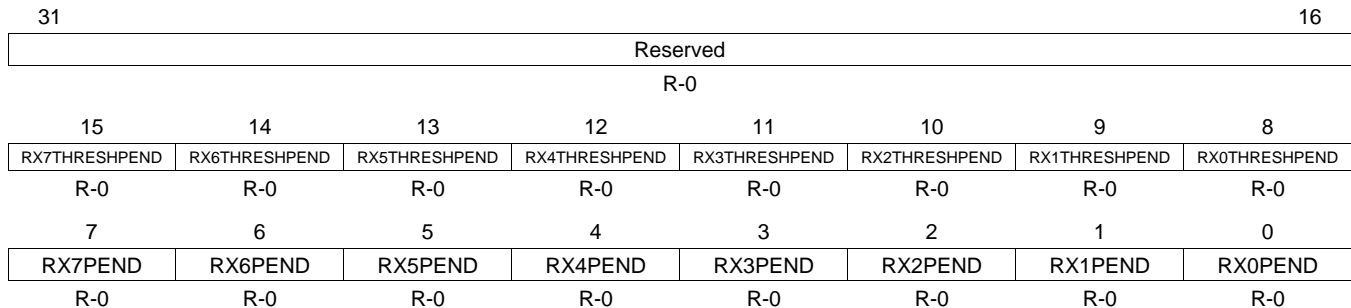 31 16
Reserved
R-0
15 14 13 12 11 10 9 8
RX7THRESHPEND RX6THRESHPEND RX5THRESHPEND RX4THRESHPEND RX3THRESHPEND RX2THRESHPEND RX1THRESHPEND RX0THRESHPEND
R-0 R-0 R-0 R-0 R-0 R-0 R-0 R-0
7 6 5 4 3 2 1 0
RX7PEND RX6PEND RX5PEND RX4PEND RX3PEND RX2PEND RX1PEND RX0PEND
R-0 R-0 R-0 R-0 R-0 R-0 R-0 R-0